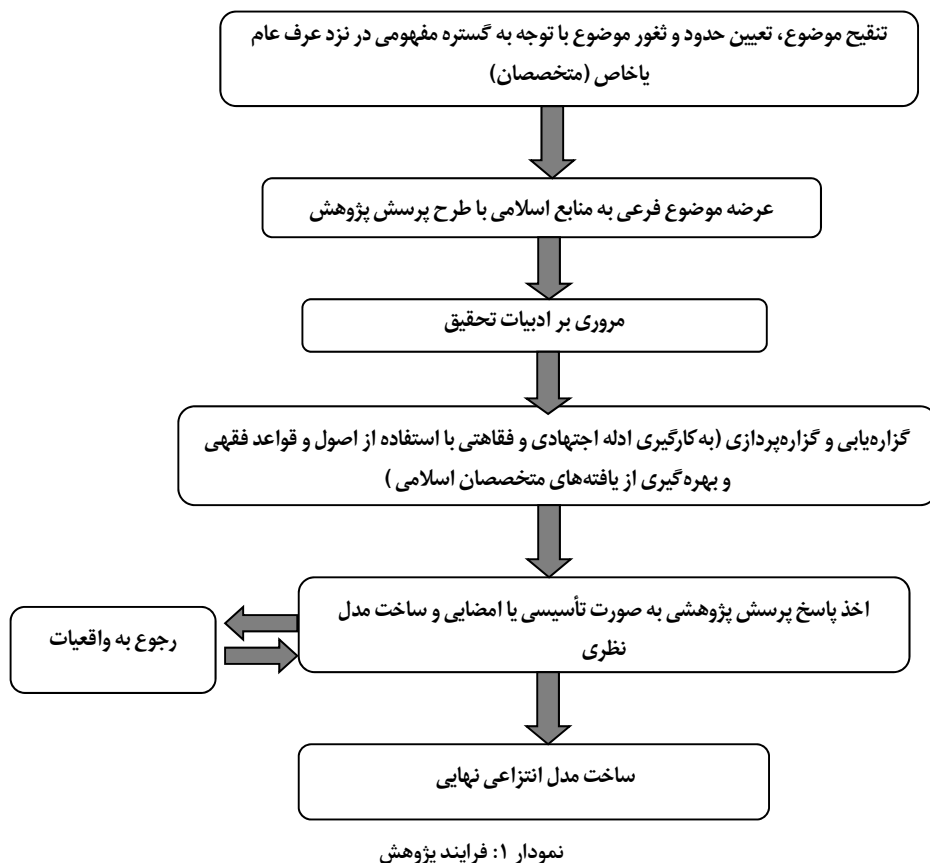 تنقیح موضوع، تعیین حدود و ثغور موضوع با توجه به گستره مفهومی در نزد عرف عام
یاخاص (متخصصان)
عرضه موضوع فرعی به منابع اسلامی با طرح پرسش پژوهش
مروری بر ادبیات تحقیق
گزاره‌یابی و گزاره‌پردازی (به‌کارگیری ادله اجتهادی و فقاهتی با استفاده از اصول و قواعد فقهی
و بهره‌گیری از یافته‌های متخصصان اسلامی )
اخذ پاسخ پرسش پژوهشی به صورت تأسیسی یا امضایی و ساخت مدل
نظری
رجوع به واقعیات
ساخت مدل انتزاعی نهایی
نمودار ۱: فرایند پژوهش